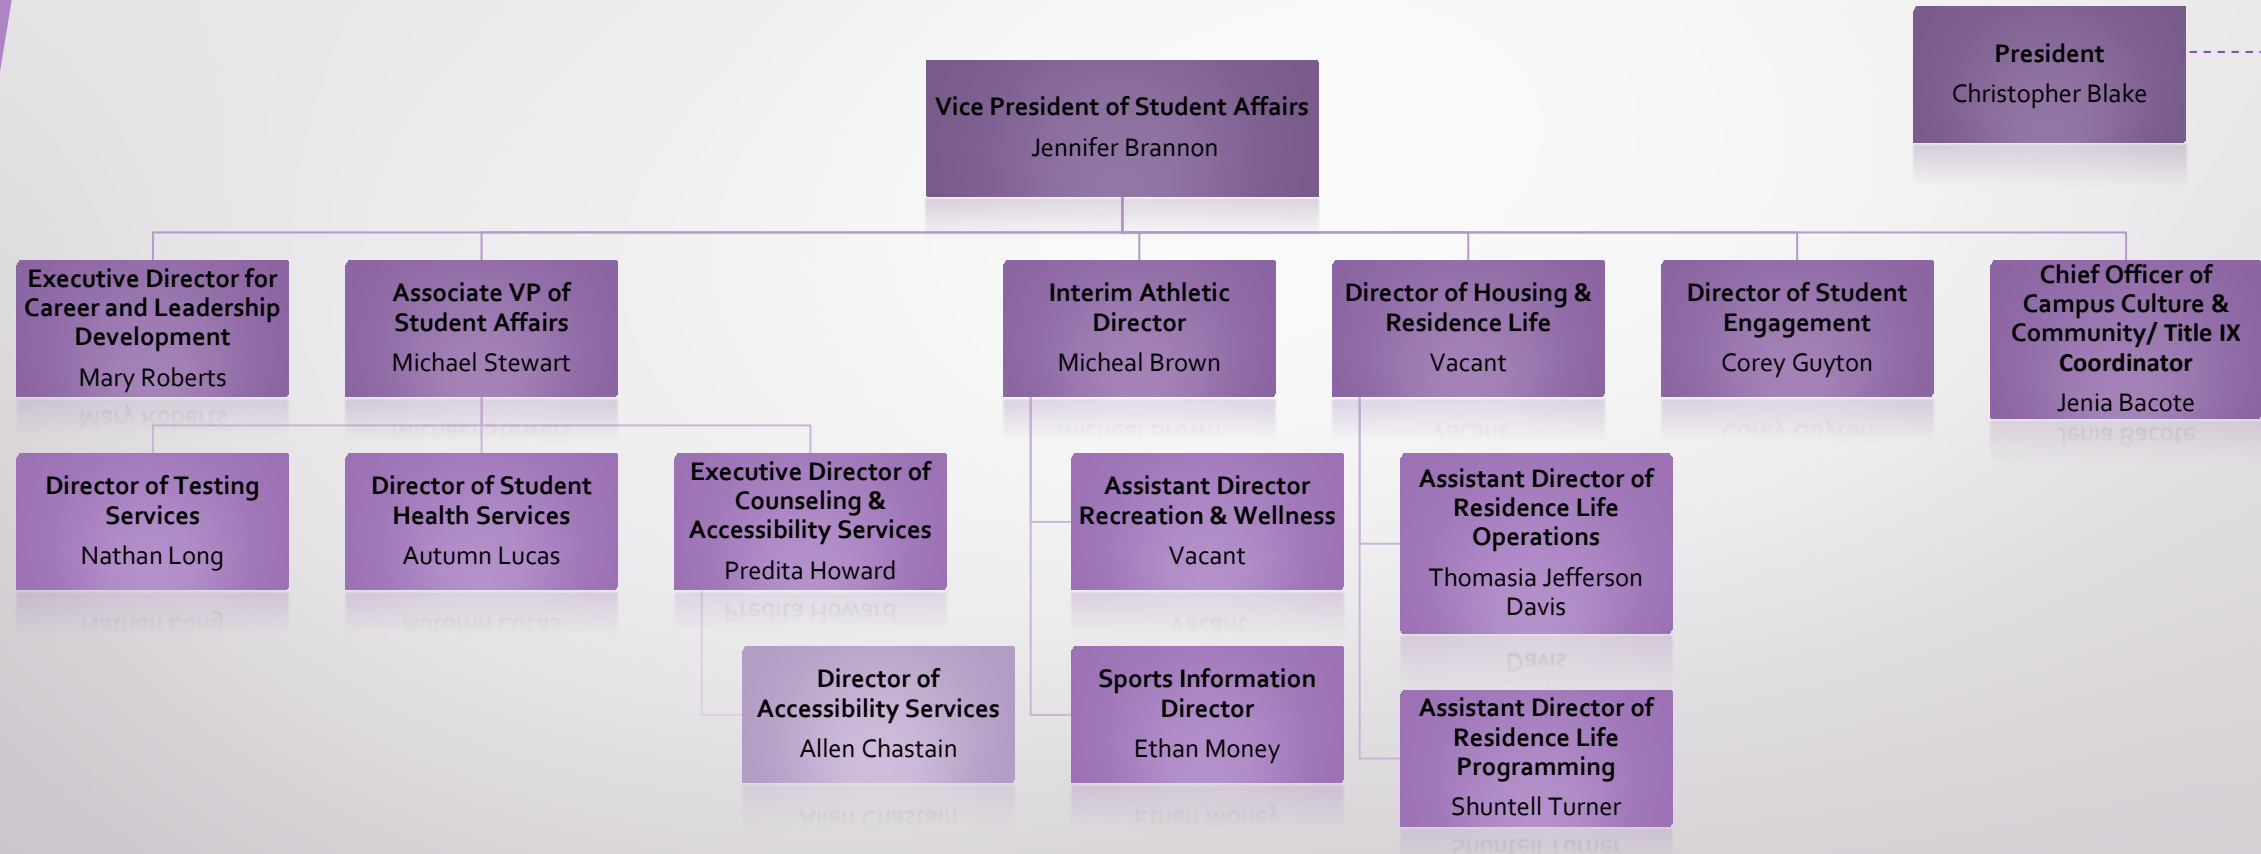 President
Christopher Blake
Vice President of Student Affairs
Jennifer Brannon
Executive Director for
Career and Leadership
Development
Mary Roberts
Associate VP of
Student Affairs
Michael Stewart
Interim Athletic
Director
Micheal Brown
Director of Housing &
Residence Life
Vacant
Director of Student
Engagement
Corey Guyton
Chief Officer of
Campus Culture &
Community/ Title IX
Coordinator
Jenia Bacote
Director of Testing
Services
Nathan Long
Director of Student
Health Services
Autumn Lucas
Executive Director of
Counseling &
Accessibility Services
Predita Howard
Assistant Director
Recreation & Wellness
Vacant
Assistant Director of
Residence Life
Operations
Thomasia Jefferson
Davis
Director of
Accessibility Services
Allen Chastain
Sports Information
Director
Ethan Money
Assistant Director of
Residence Life
Programming
Shuntell Turner